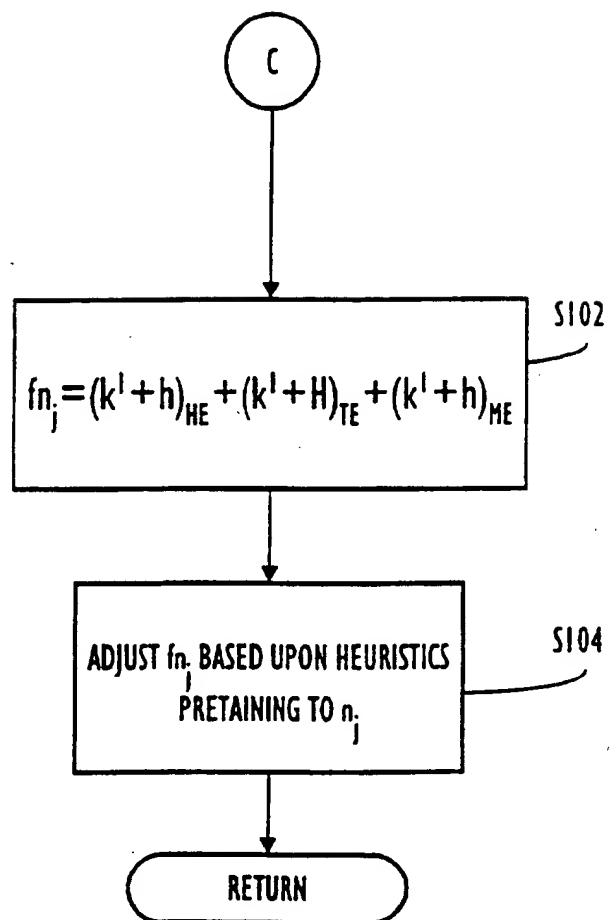 C
S102
fn_j = (k^l + h)_HE + (k^l + H)_TE + (k^l + h)_ME
S104
ADJUST fn_j BASED UPON HEURISTICS
PRETAINING TO n_j
RETURN